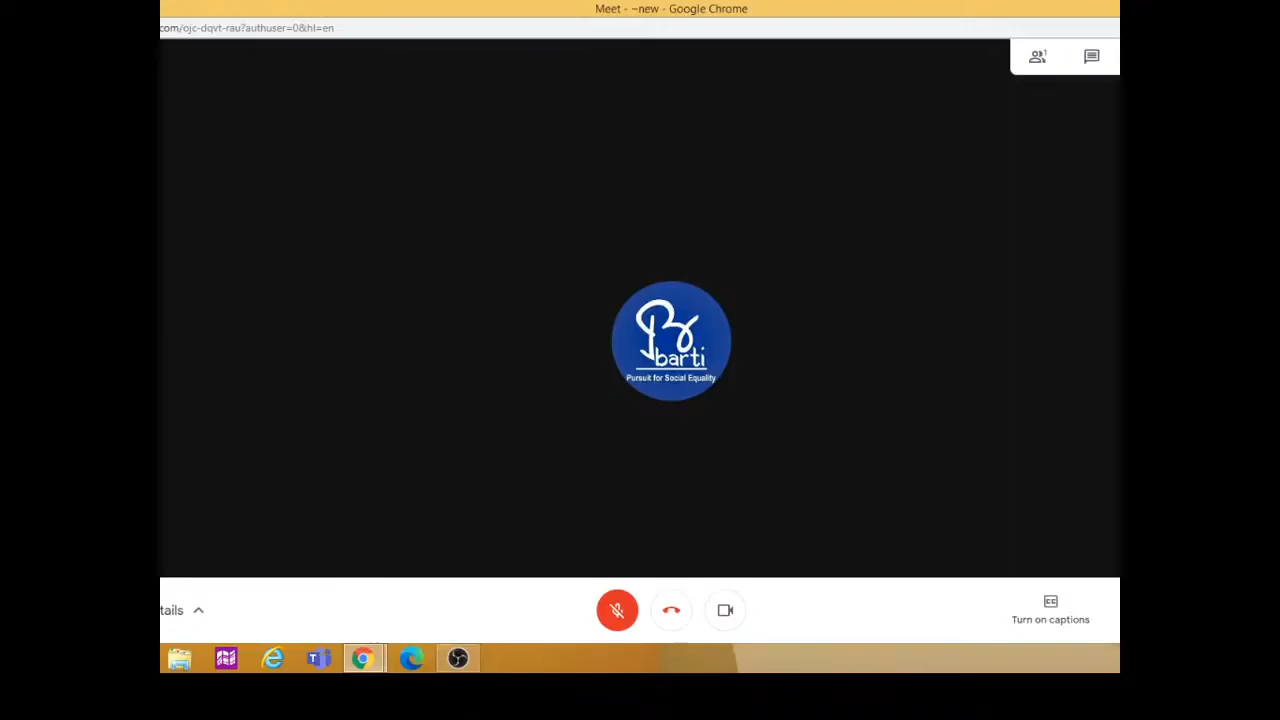 Meet - ~new - Google Chrome
com/ojc-dqvt-rau?authuser=0&hl=en
1
barti
Pursuit for Social Equality
tails
Turn on captions